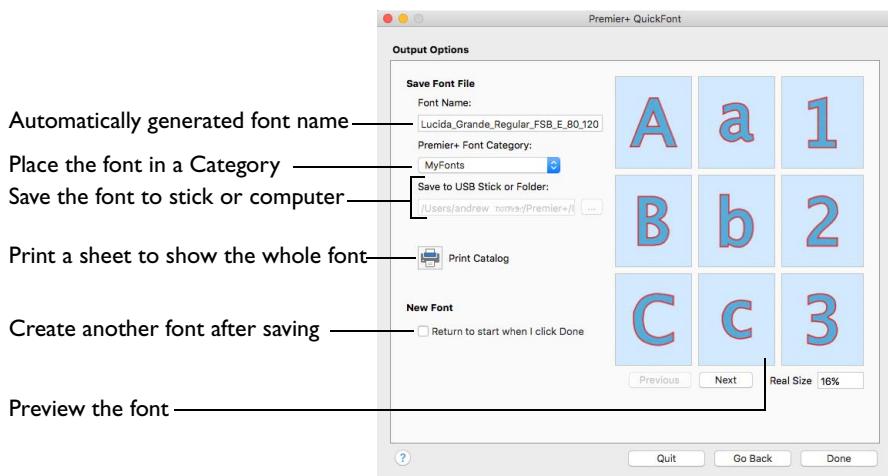 Premier+ QuickFont
Output Options
Save Font File
Font Name:
Automatically generated font name
Lucida_Grande_Regular_FSB_E_80_120
Premier+ Font Category:
Place the font in a Category
MyFonts
Save the font to stick or computer
Save to USB Stick or Folder:
/Users/andrew
...
Print a sheet to show the whole font
Print Catalog
New Font
Create another font after saving
Return to start when I click Done
Preview the font
A a 1
B b 2
C c 3
Previous Next Real Size 16%
? Quit Go Back Done